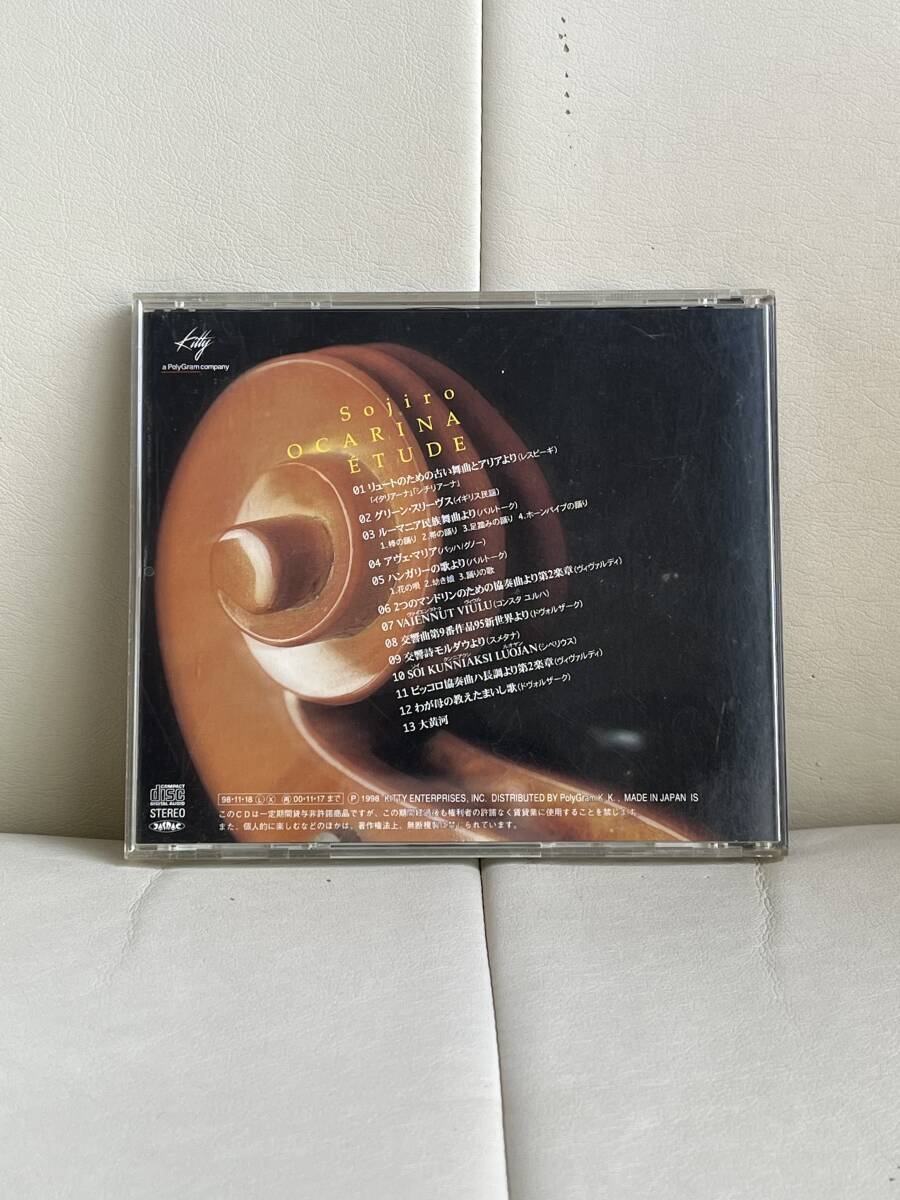 Kitty
a PolyGram company
Sojiro
OCARINA
ÉTUDE
01 リュートのための古い舞曲とアリアより(レスピーギ)
「イタリアーナ」「シチリアーナ」
02 グリーン・スリーヴス(イギリス民謡)
03 ルーマニア民族舞曲より(バルトーク)
1.棒の踊り 2.帯の踊り 3.足踏みの踊り 4.ホーンパイプの踊り
04 アヴェ・マリア(バッハ/グノー)
05 ハンガリーの歌より(バルトーク)
1.花の唄 2.幼き娘 3.踊りの歌
06 2つのマンドリンのための協奏曲より第2楽章(ヴィヴァルディ)
07 VAIENNUT VIULU(コンスタ ユルハ)
08 交響曲第9番作品95新世界より(ドヴォルザーク)
09 交響詩モルダウより(スメタナ)
10 SOI KUNNIAKSI LUOJAN(シベリウス)
11 ピッコロ協奏曲ハ長調より第2楽章(ヴィヴァルディ)
12 わが母の教えたまいし歌(ドヴォルザーク)
13 大黄河
COMPACT
disc
DIGITAL AUDIO
STEREO
JASRAC
98・11・18 L X 再 00・11・17まで P 1998 KITTY ENTERPRISES, INC. DISTRIBUTED BY PolyGram K.K., MADE IN JAPAN IS
このCDは一定期間貸与非許諾商品ですが、この期間経過後も権利者の許諾なく賃貸業に使用することを禁じます。
また、個人的に楽しむなどのほかは、著作権法上、無断複製は禁じられています。